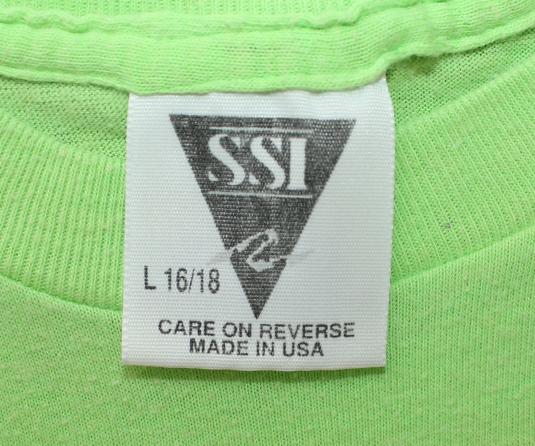 SSI
L 16/18
CARE ON REVERSE
MADE IN USA